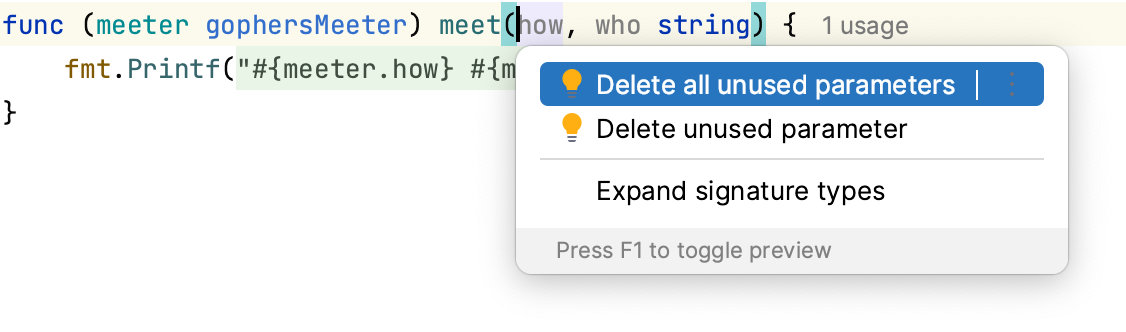 func (meeter gophersMeeter) meet(how, who string) { 1 usage
fmt.Printf("#{meeter.how} #{m
}
Delete all unused parameters
Delete unused parameter
Expand signature types
Press F1 to toggle preview